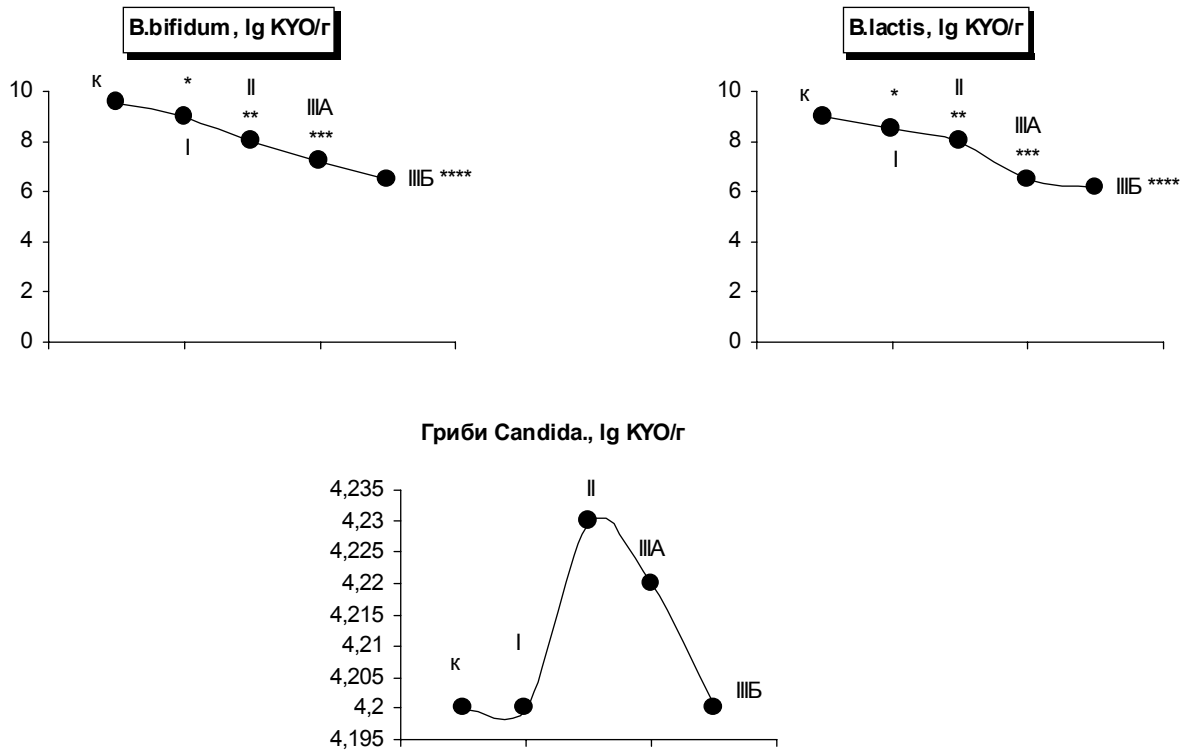 B.bifidum, lg KYO/г
10
8
6
4
2
0
к
*
I
II
**
IIIA
***
IIIБ ****
B.lactis, lg KYO/г
10
8
6
4
2
0
к
*
I
II
**
IIIA
***
IIIБ ****
Гриби Candida., lg KYO/г
4,235
4,23
4,225
4,22
4,215
4,21
4,205
4,2
4,195
к
I
II
IIIA
IIIБ